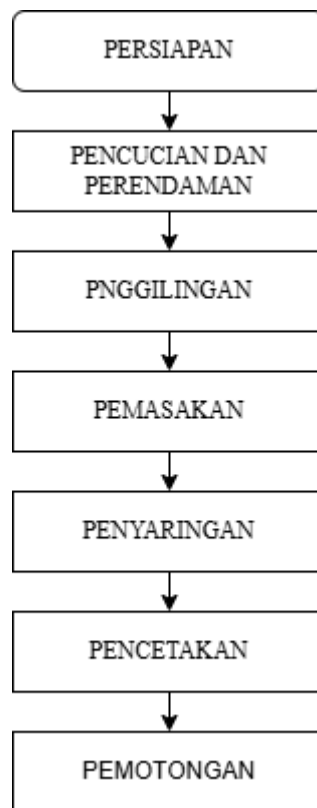 PERSIAPAN
PENCUCIAN DAN
PERENDAMAN
PNGGILINGAN
PEMASAKAN
PENYARINGAN
PENCETAKAN
PEMOTONGAN